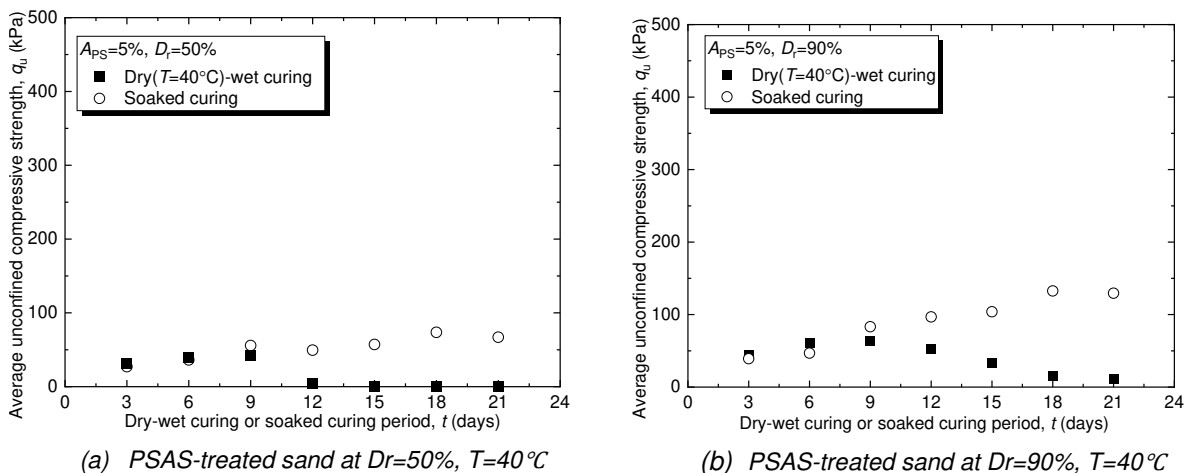 Average unconfined compressive strength, qu (kPa)
500
400
300
200
100
0
APS=5%, Dr=50%
Dry(T=40°C)-wet curing
Soaked curing
0 3 6 9 12 15 18 21 24
Dry-wet curing or soaked curing period, t (days)
(a) PSAS-treated sand at Dr=50%, T=40℃
Average unconfined compressive strength, qu (kPa)
500
400
300
200
100
0
APS=5%, Dr=90%
Dry(T=40°C)-wet curing
Soaked curing
0 3 6 9 12 15 18 21 24
Dry-wet curing or soaked curing period, t (days)
(b) PSAS-treated sand at Dr=90%, T=40℃